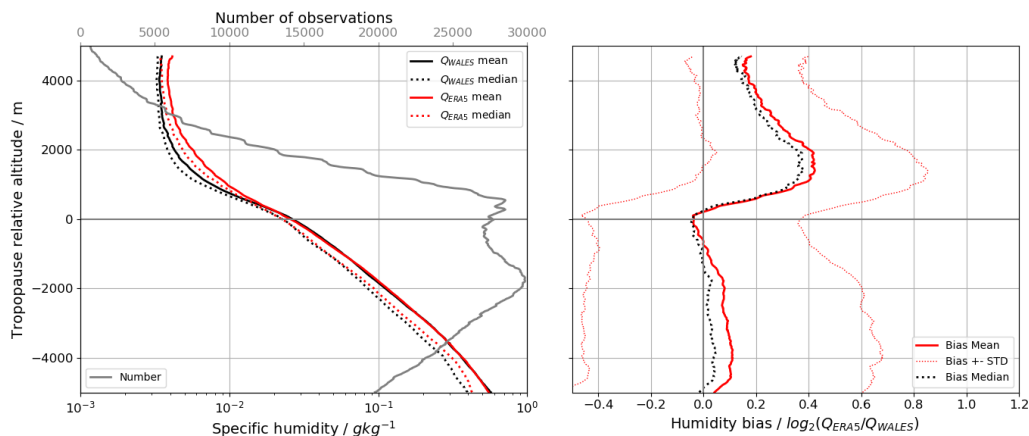 Number of observations
0 5000 10000 15000 20000 25000 30000
Tropopause relative altitude / m
4000
2000
0
−2000
−4000
Q_WALES mean
Q_WALES median
Q_ERA5 mean
Q_ERA5 median
Number
10⁻³ 10⁻² 10⁻¹ 10⁰
Specific humidity / gkg⁻¹
Bias Mean
Bias +- STD
Bias Median
−0.4 −0.2 0.0 0.2 0.4 0.6 0.8 1.0 1.2
Humidity bias / log₂(Q_ERA5/Q_WALES)